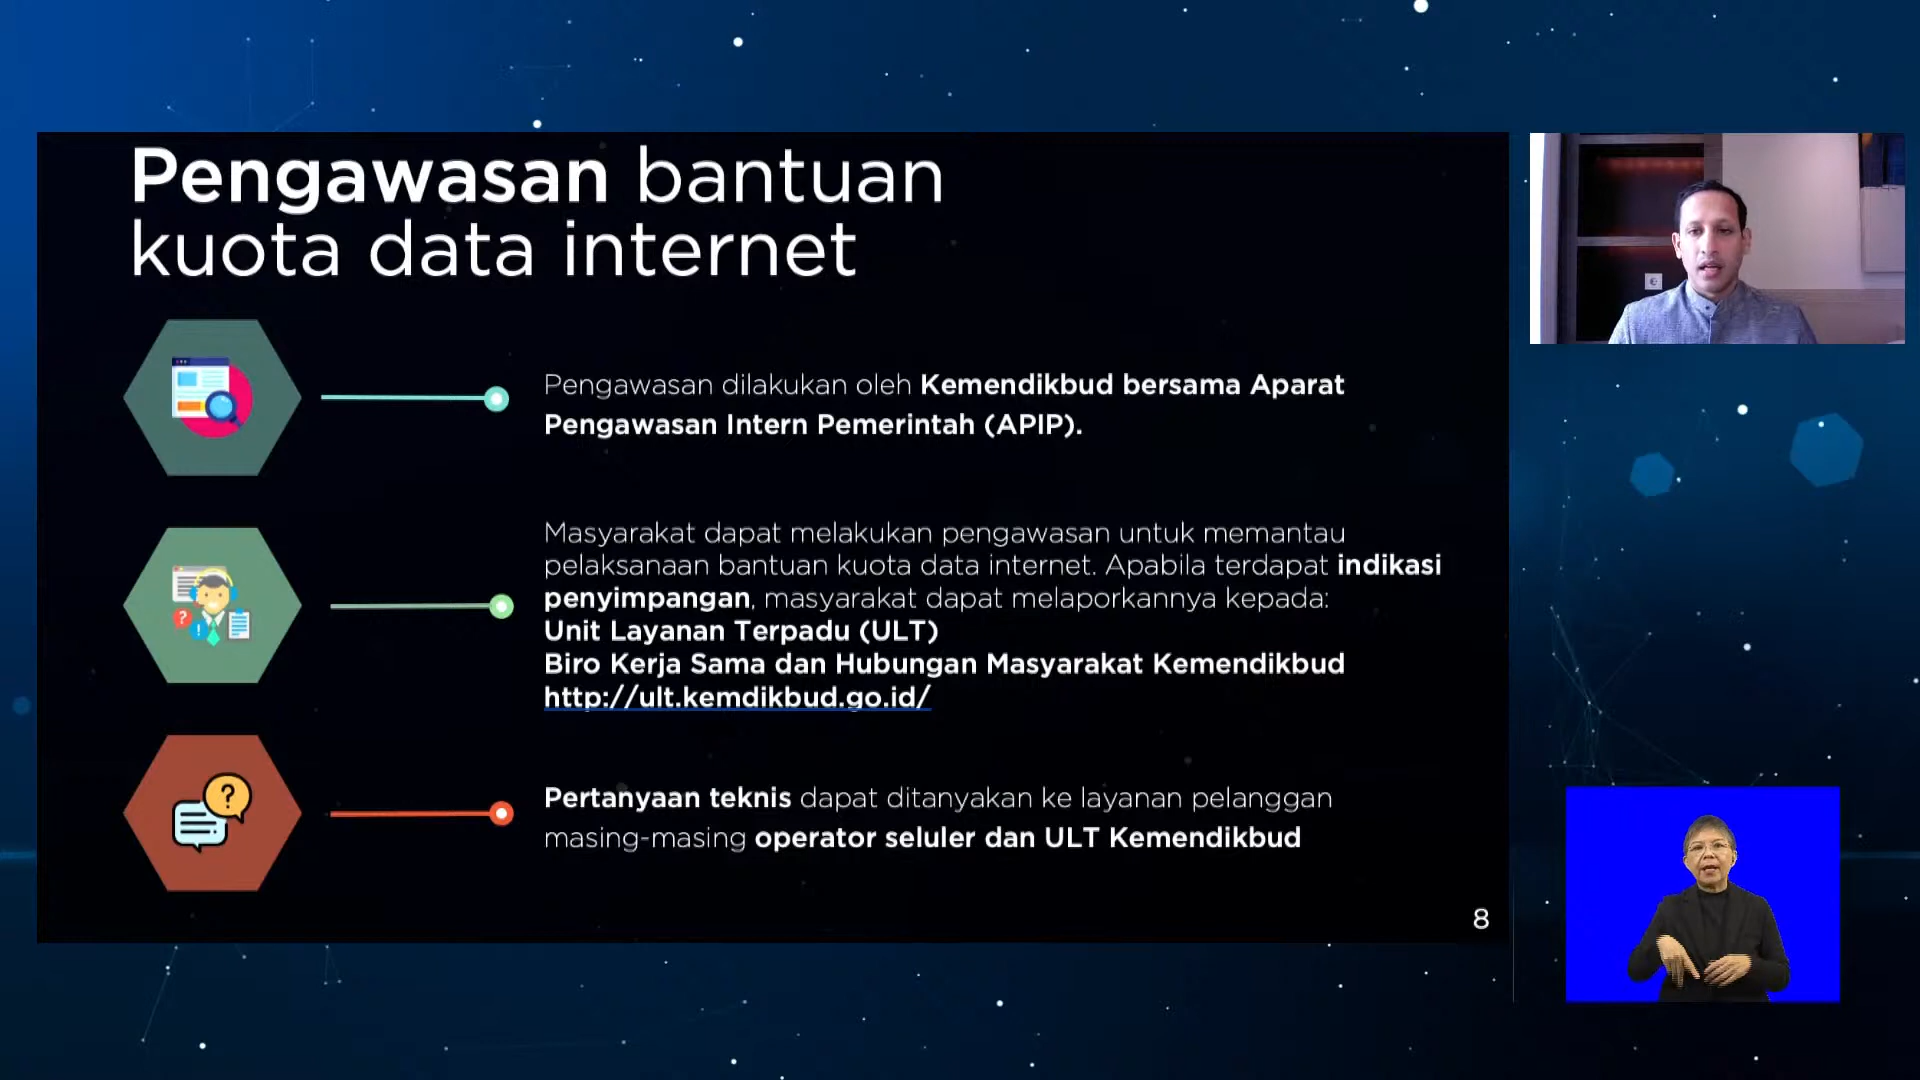 Pengawasan bantuan
kuota data internet
Pengawasan dilakukan oleh Kemendikbud bersama Aparat
Pengawasan Intern Pemerintah (APIP).
Masyarakat dapat melakukan pengawasan untuk memantau
pelaksanaan bantuan kuota data internet. Apabila terdapat indikasi
penyimpangan, masyarakat dapat melaporkannya kepada:
Unit Layanan Terpadu (ULT)
Biro Kerja Sama dan Hubungan Masyarakat Kemendikbud
http://ult.kemdikbud.go.id/
Pertanyaan teknis dapat ditanyakan ke layanan pelanggan
masing-masing operator seluler dan ULT Kemendikbud
8